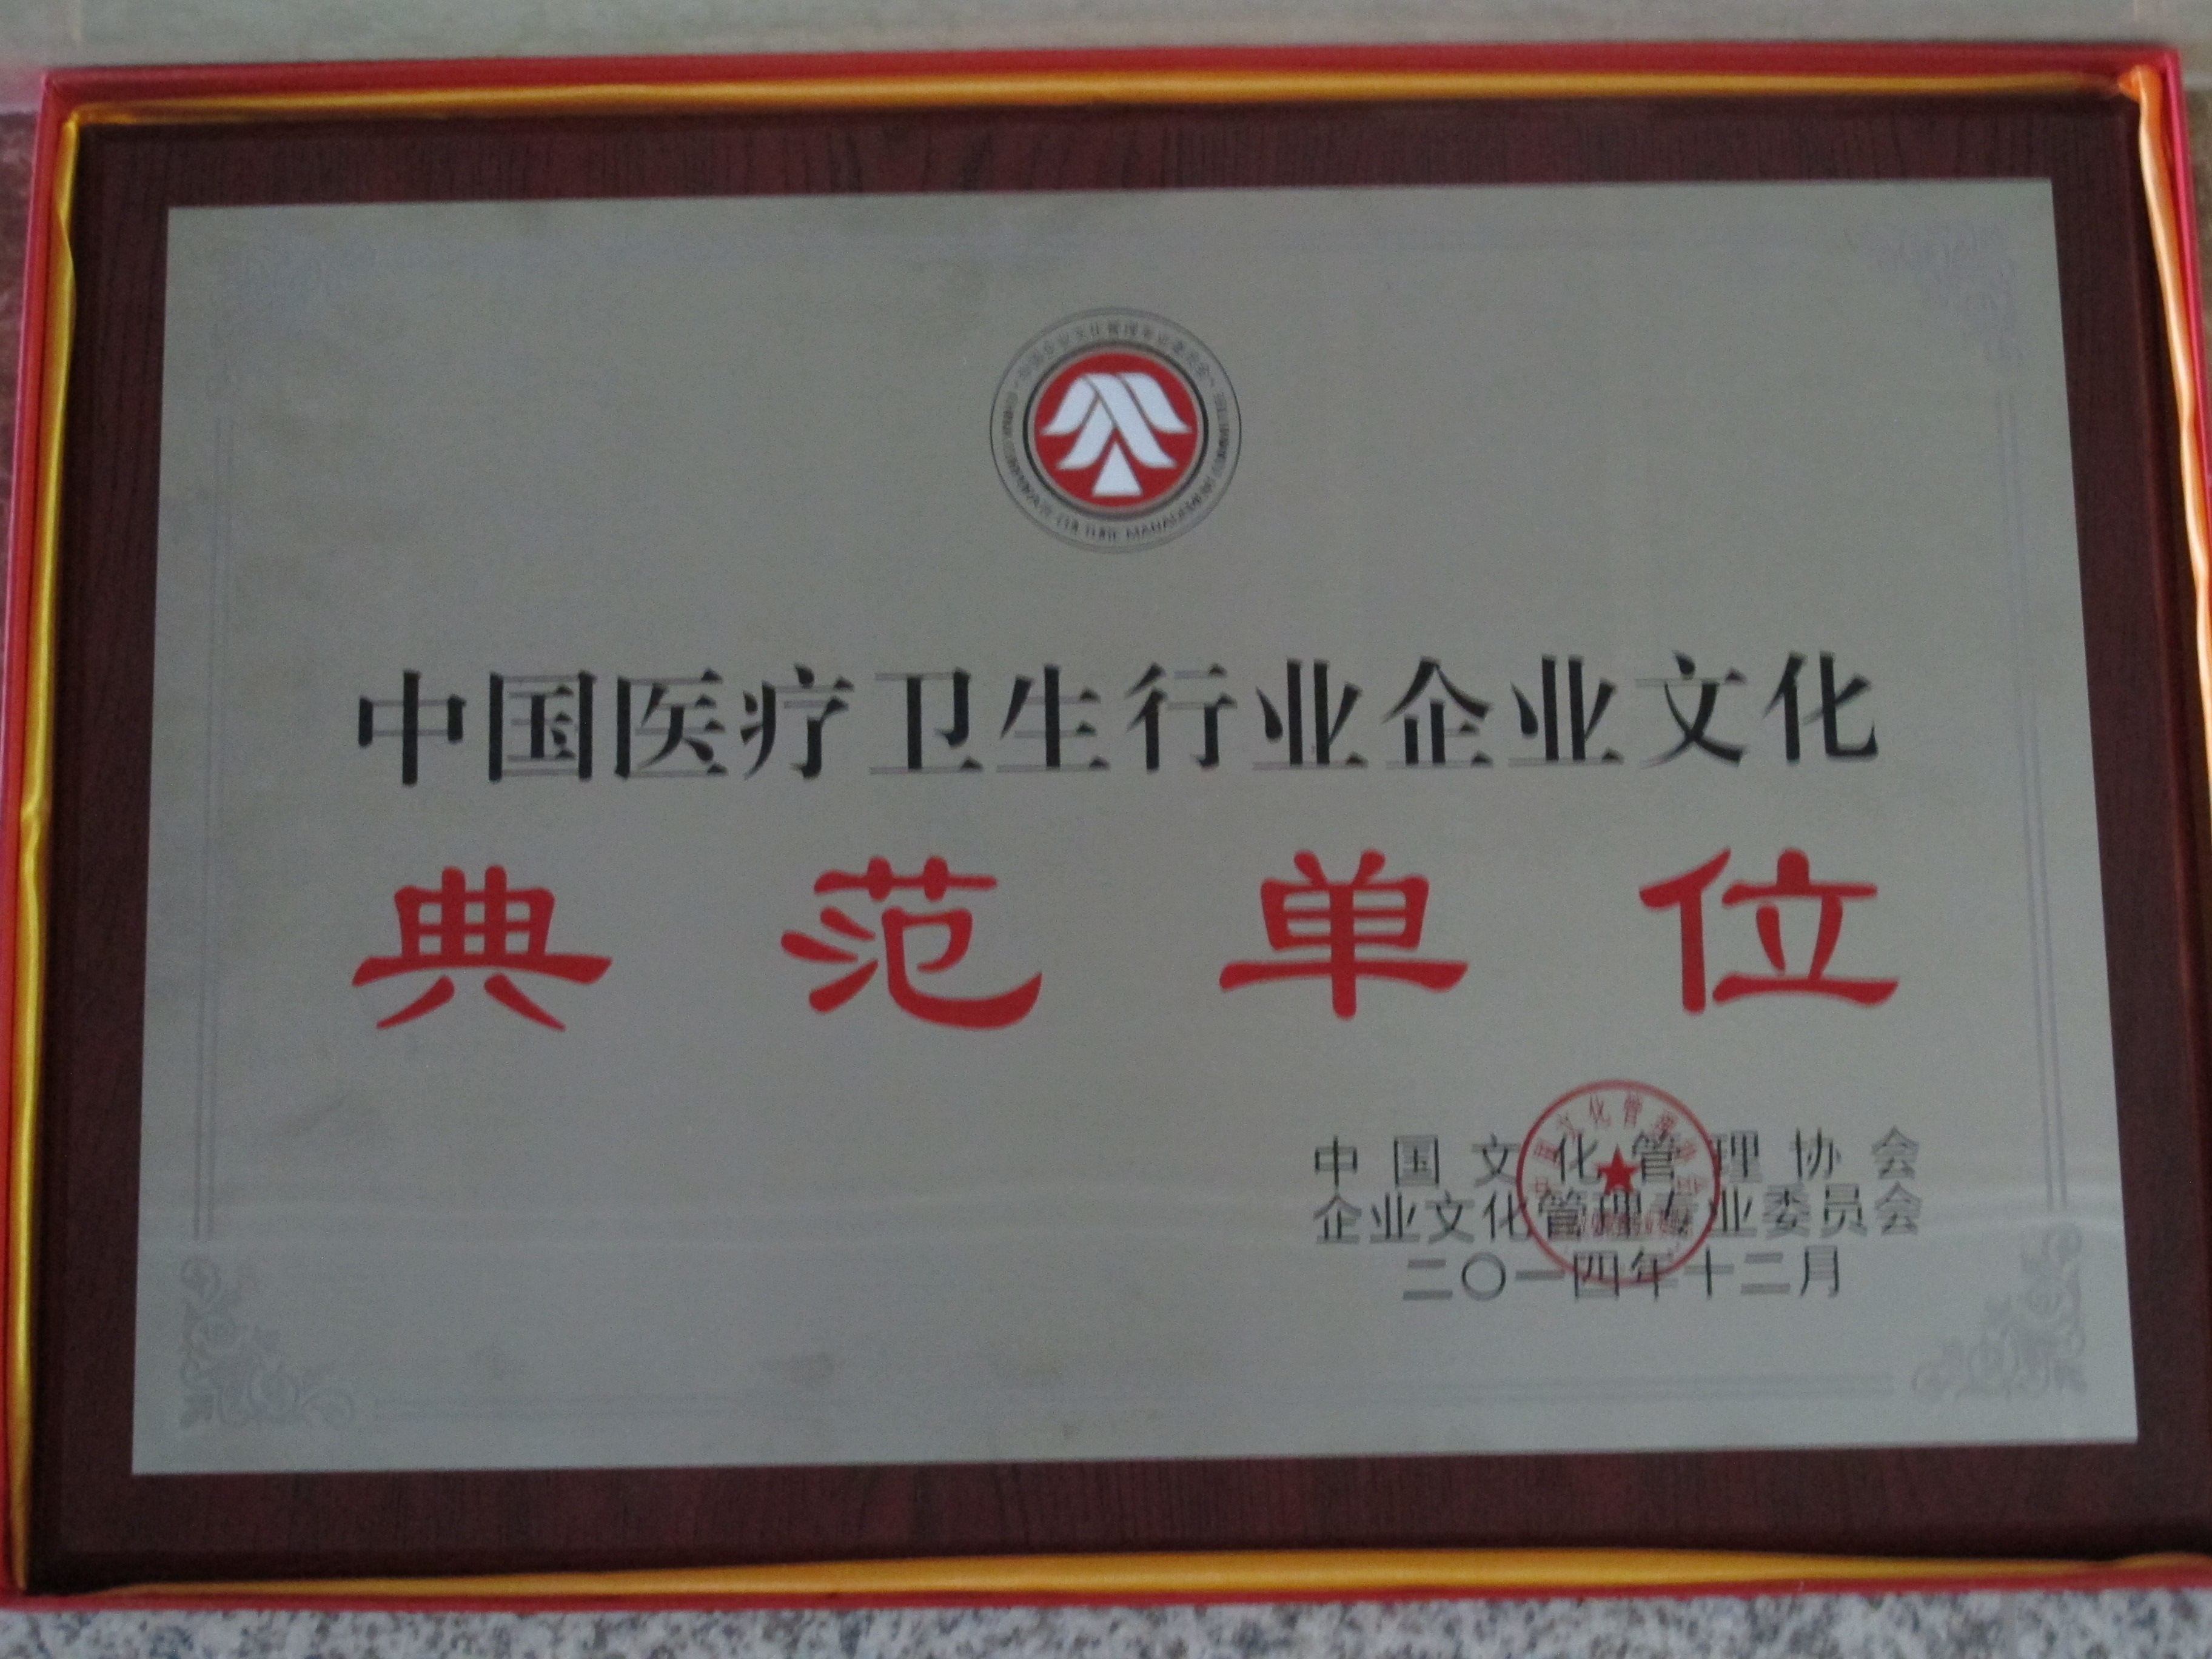 中国医疗卫生行业企业文化
典范单位
中国文化管理协会
企业文化管理专业委员会
二〇一四年十二月